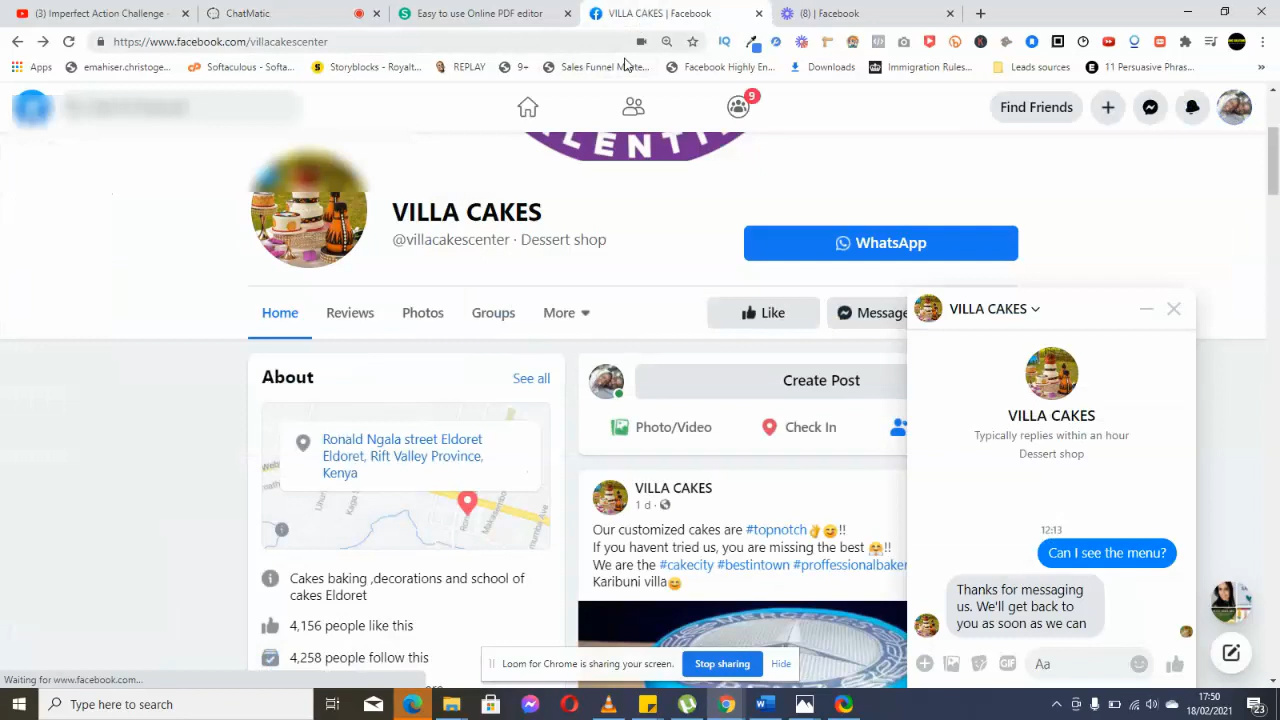 (1) Imperfect Action Challenge -
ChatMatic
Easy to use Online PDF editor
VILLA CAKES | Facebook
(8) | Facebook
https://www.facebook.com/villacakescenter
Apps
emahiser.christoge...
Softaculous - Softa...
Storyblocks - Royalt...
REPLAY
9+
Facebook Highly En...
Downloads
Immigration Rules...
Leads sources
11 Persuasive Phras...
9
Find Friends
LENTI
VILLA CAKES
@villacakescenter · Dessert shop
WhatsApp
Home
Reviews
Photos
Groups
More
Like
Message
About
See all
Ronald Ngala street Eldoret
Eldoret, Rift Valley Province,
Kenya
Cakes baking ,decorations and school of
cakes Eldoret
4,156 people like this
4,258 people follow this
Create Post
Photo/Video
Check In
VILLA CAKES
1 d ·
Our customized cakes are #topnotch✌😊!!
If you havent tried us, you are missing the best 🤗!!
We are the #cakecity #bestintown #proffessionalbaker
Karibuni villa😊
VILLA CAKES
VILLA CAKES
Typically replies within an hour
Dessert shop
12:13
Can I see the menu?
Thanks for messaging
us. We'll get back to
you as soon as we can
GIF
Aa
Loom for Chrome is sharing your screen.
Stop sharing
Hide
Type here to search
17:50
18/02/2021
23